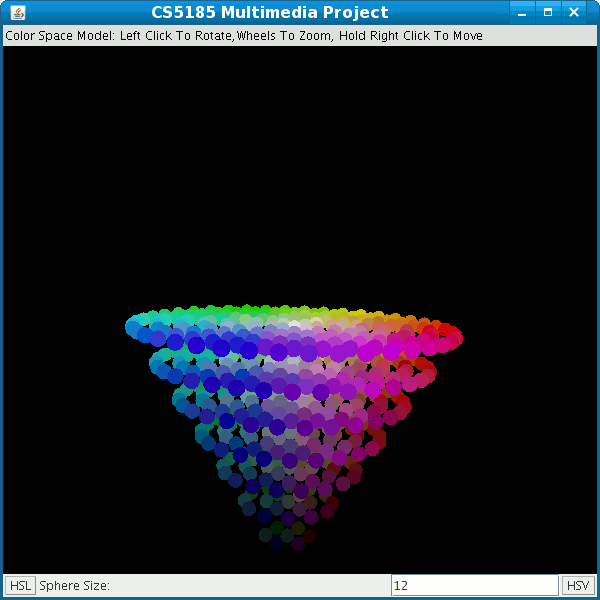 CS5185 Multimedia Project
Color Space Model: Left Click To Rotate,Wheels To Zoom, Hold Right Click To Move
HSL Sphere Size: 12 HSV